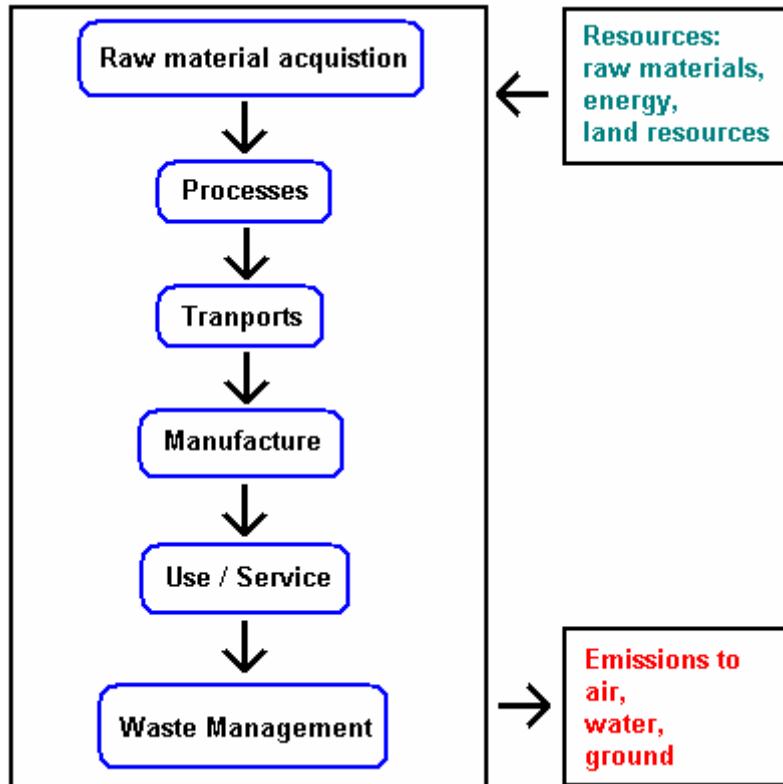 Raw material acquistion
Processes
Tranports
Manufacture
Use / Service
Waste Management
Resources:
raw materials,
energy,
land resources
Emissions to
air,
water,
ground